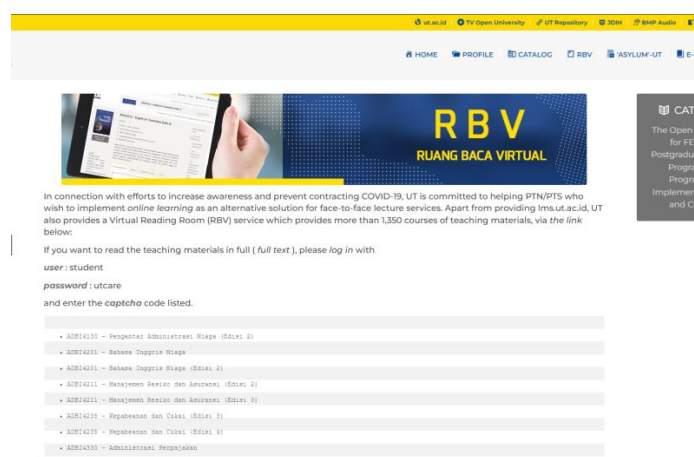 ut.ac.id TV Open University UT Repository JDIH BMP Audio
HOME PROFILE CATALOG RBV 'ASYLUM'-UT E-
RBV
RUANG BACA VIRTUAL
CAT
The Open
for FE
Postgradu
Progra
Progra
Implemen
and C
In connection with efforts to increase awareness and prevent contracting COVID-19, UT is committed to helping PTN/PTS who
wish to implement online learning as an alternative solution for face-to-face lecture services. Apart from providing lms.ut.ac.id, UT
also provides a Virtual Reading Room (RBV) service which provides more than 1,350 courses of teaching materials, via the link
below:
If you want to read the teaching materials in full ( full text ), please log in with
user : student
password : utcare
and enter the captcha code listed.
• ADBI4130 - Pengantar Administrasi Niaga (Edisi 2)
• ADBI4201 - Bahasa Inggris Niaga
• ADBI4201 - Bahasa Inggris Niaga (Edisi 2)
• ADBI4211 - Manajemen Resiko dan Asuransi (Edisi 2)
• ADBI4211 - Manajemen Resiko dan Asuransi (Edisi 3)
• ADBI4235 - Kepabeanan dan Cukai (Edisi 3)
• ADBI4235 - Kepabeanan dan Cukai (Edisi 4)
• ADBI4330 - Administrasi Perpajakan